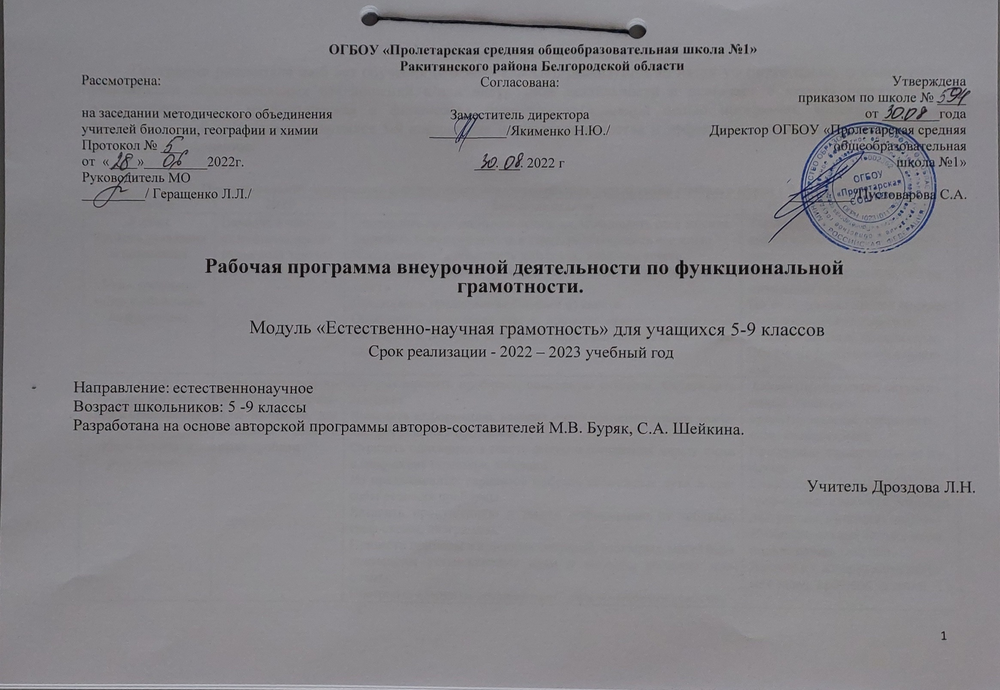 ОГБОУ «Пролетарская средняя общеобразовательная школа №1»
Ракитянского района Белгородской области
Рассмотрена:
на заседании методического объединения
учителей биологии, географии и химии
Протокол № 5
от «28» 06 2022г.
Руководитель МО
/ Геращенко Л.Л./
Согласована:
Заместитель директора
/Якименко Н.Ю./
30.08.2022 г
Утверждена
приказом по школе № 594
от 30.08 года
Директор ОГБОУ «Пролетарская средняя
общеобразовательная
школа №1»
/Пустоварова С.А.
ОГБОУ
«Пролетарская
РОССИЙСКАЯ ФЕДЕРАЦИЯ
Рабочая программа внеурочной деятельности по функциональной
грамотности.
Модуль «Естественно-научная грамотность» для учащихся 5-9 классов
Срок реализации - 2022 – 2023 учебный год
Направление: естественнонаучное
Возраст школьников: 5 -9 классы
Разработана на основе авторской программы авторов-составителей М.В. Буряк, С.А. Шейкина.
Учитель Дроздова Л.Н.
1